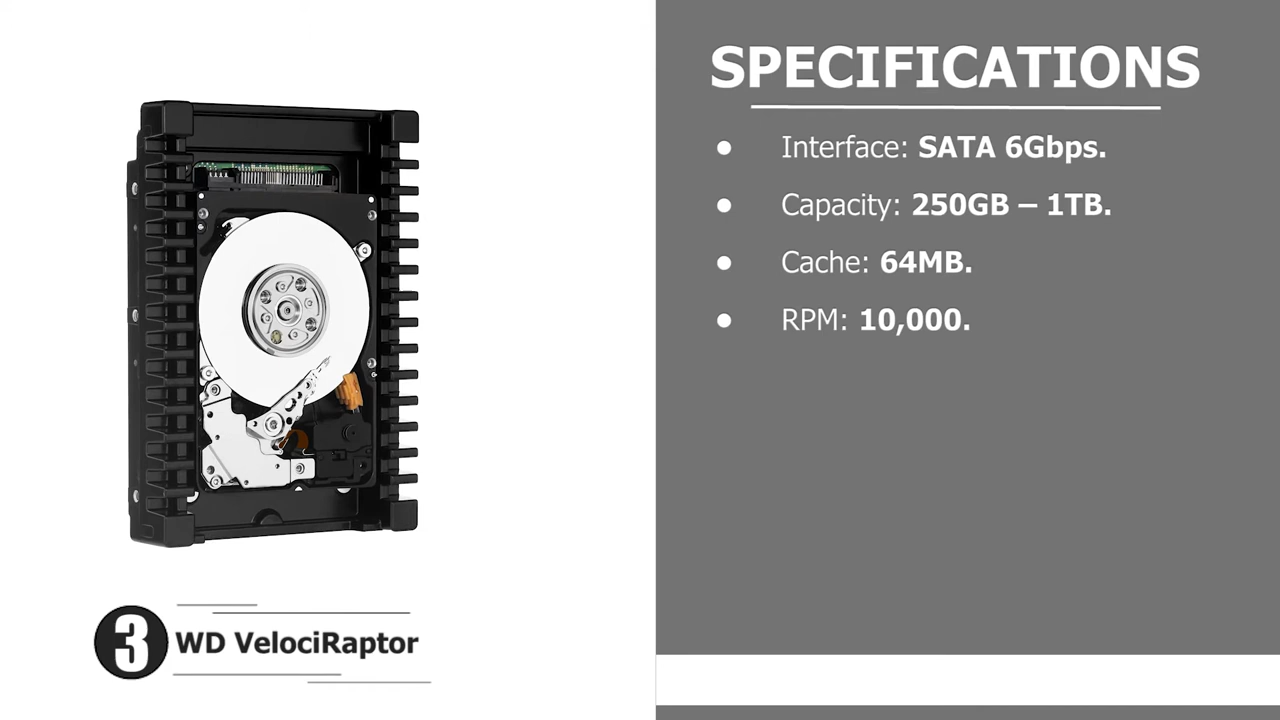 SPECIFICATIONS
● Interface: SATA 6Gbps.
● Capacity: 250GB – 1TB.
● Cache: 64MB.
● RPM: 10,000.
3 WD VelociRaptor